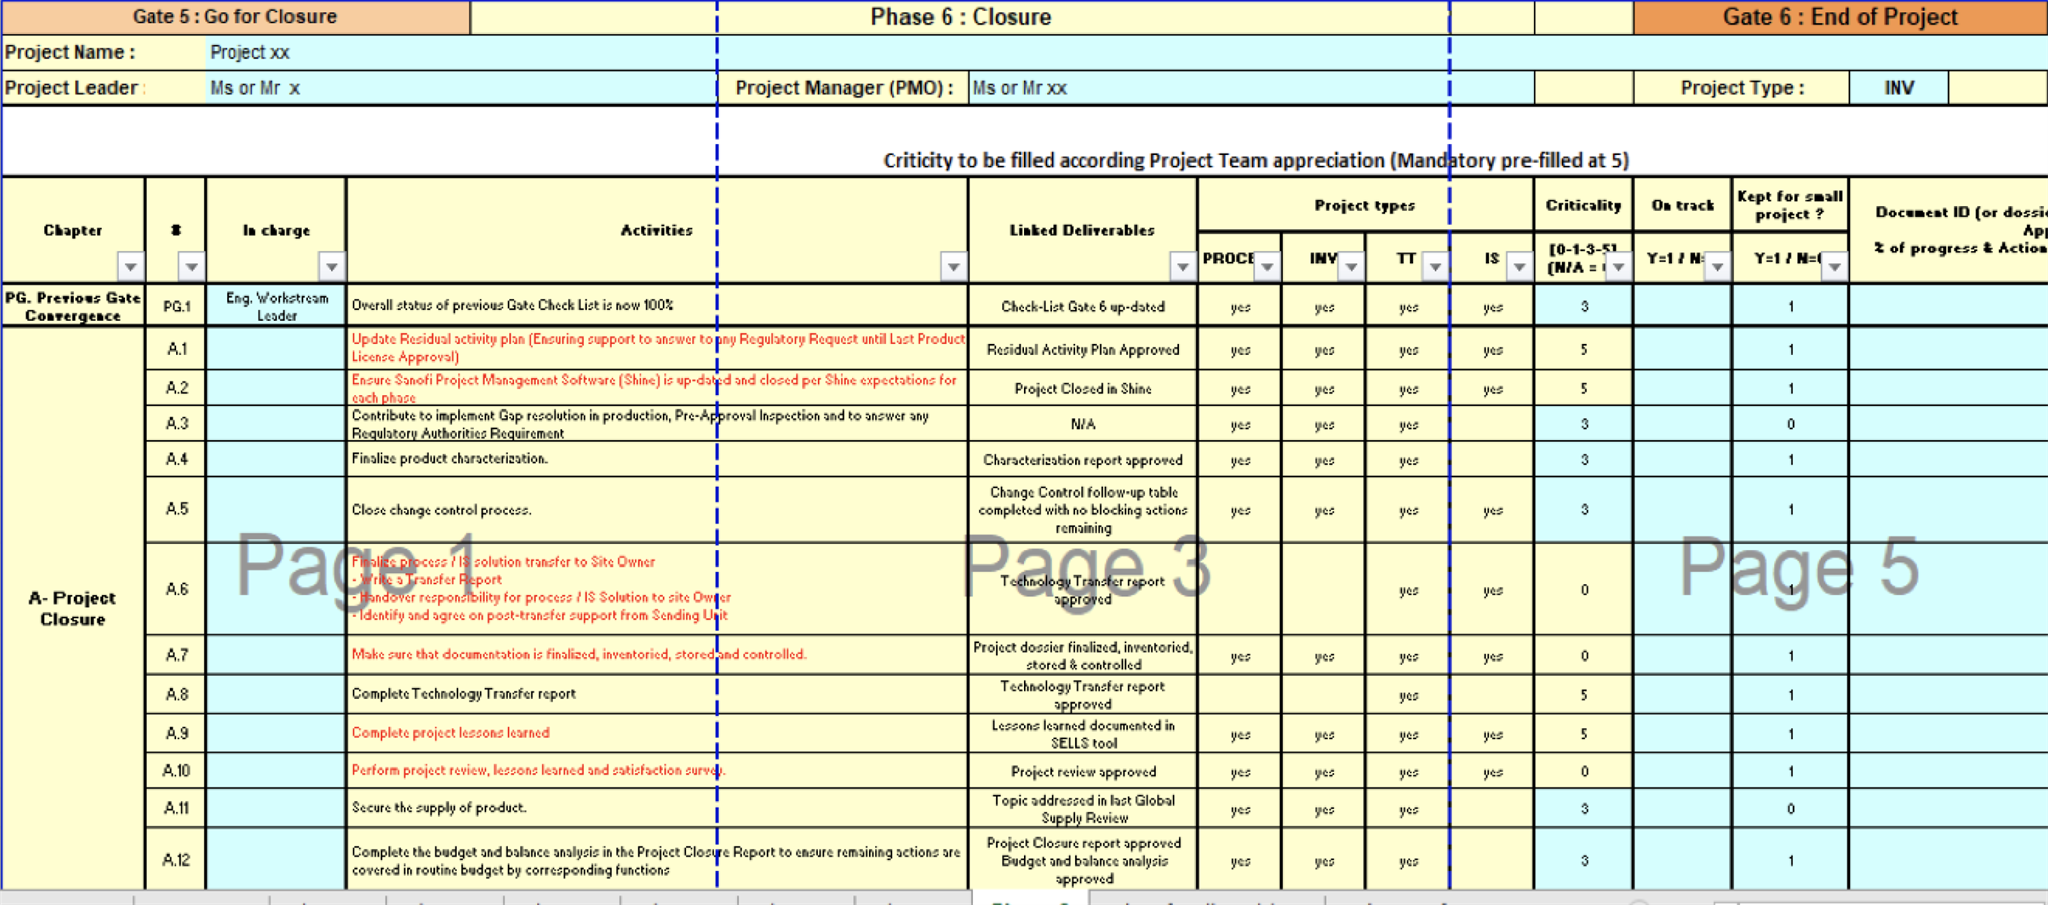 Gate 5 : Go for Closure Phase 6 : Closure Gate 6 : End of Project
Project Name : Project xx
Project Leader : Ms or Mr x Project Manager (PMO) : Ms or Mr xx Project Type : INV
Criticity to be filled according Project Team appreciation (Mandatory pre-filled at 5)
Chapter # In charge Activities Linked Deliverables Project types Criticality On track Kept for small
project ?
Document ID (or
% of progress & Action
PROCE INV TT IS [0-1-3-5]
(N/A = Y=1 / N= Y=1 / N=
PG. Previous Gate
Convergence
PG.1 Eng. Workstream
Leader
Overall status of previous Gate Check List is now 100% Check-List Gate 6 up-dated yes yes yes yes 3 1
A- Project
Closure
A.1 Update Residual activity plan (Ensuring support to answer to any Regulatory Request until Last Product
License Approval)
Residual Activity Plan Approved yes yes yes yes 5 1
A.2 Ensure Sanofi Project Management Software (Shine) is up-dated and closed per Shine expectations for
each phase
Project Closed in Shine yes yes yes yes 5 1
A.3 Contribute to implement Gap resolution in production, Pre-Approval Inspection and to answer any
Regulatory Authorities Requirement
N/A yes yes yes 3 0
A.4 Finalize product characterization. Characterization report approved yes yes yes 3 1
A.5 Close change control process. Change Control follow-up table
completed with no blocking actions
remaining
yes yes yes yes 3 1
A.6 Finalize process / IS solution transfer to Site Owner
- Write a Transfer Report
- Handover responsibility for process / IS Solution to site Owner
- Identify and agree on post-transfer support from Sending Unit
Technology Transfer report
approved
yes yes 0 1
Page 1 Page 3 Page 5
A.7 Make sure that documentation is finalized, inventoried, stored and controlled. Project dossier finalized, inventoried,
stored & controlled
yes yes yes yes 0 1
A.8 Complete Technology Transfer report Technology Transfer report
approved
yes 5 1
A.9 Complete project lessons learned Lessons learned documented in
SELLS tool
yes yes yes yes 5 1
A.10 Perform project review, lessons learned and satisfaction survey. Project review approved yes yes yes yes 0 1
A.11 Secure the supply of product. Topic addressed in last Global
Supply Review
yes yes yes 3 0
A.12 Complete the budget and balance analysis in the Project Closure Report to ensure remaining actions are
covered in routine budget by corresponding functions
Project Closure report approved
Budget and balance analysis
approved
yes yes yes 3 1